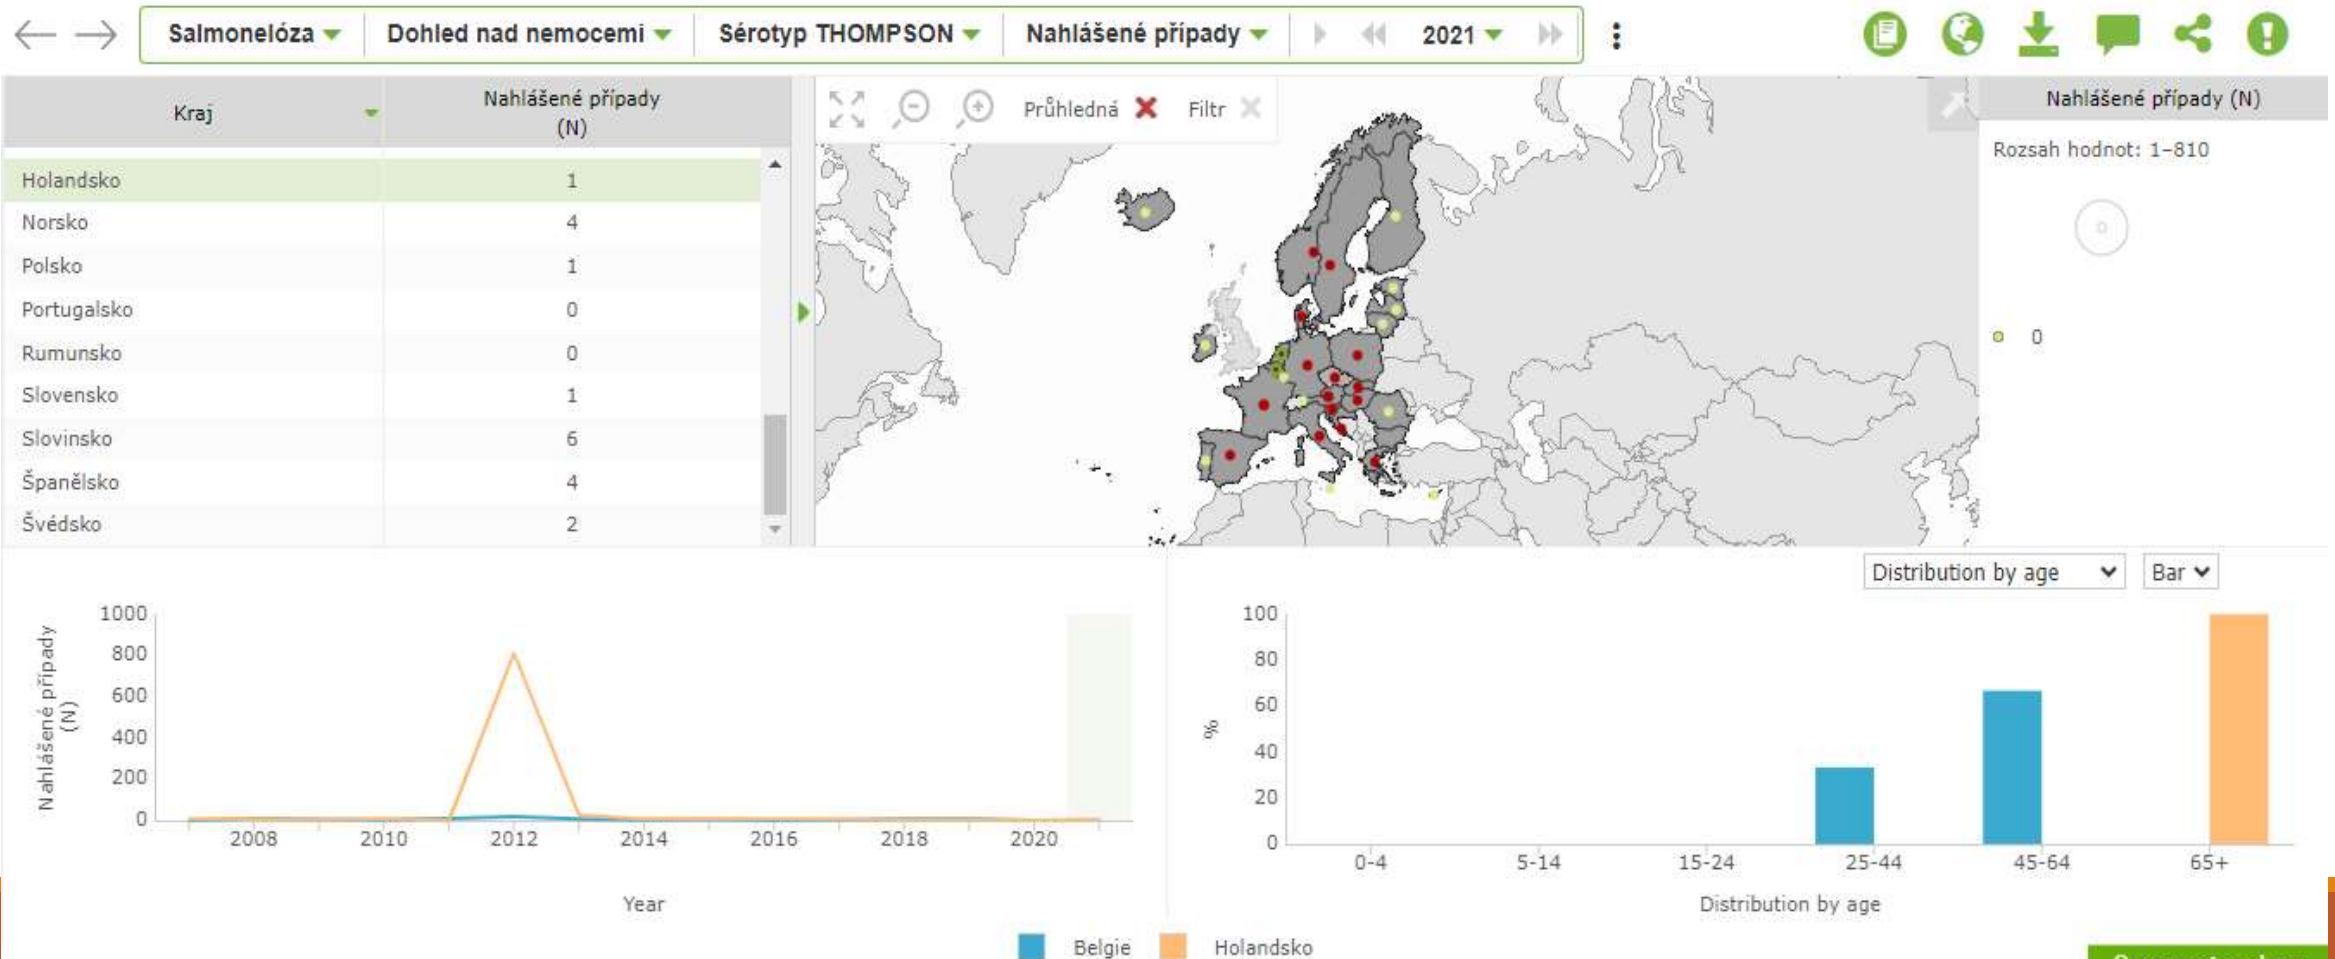 Salmonelóza Dohled nad nemocemi Sérotyp THOMPSON Nahlášené případy 2021
Kraj
Nahlášené případy
(N)
Holandsko 1
Norsko 4
Polsko 1
Portugalsko 0
Rumunsko 0
Slovensko 1
Slovinsko 6
Španělsko 4
Švédsko 2
Průhledná Filtr
Nahlášené případy (N)
Rozsah hodnot: 1–810
0
0
Nahlášené případy
(N)
1000
800
600
400
200
0
2008 2010 2012 2014 2016 2018 2020
Year
Distribution by age Bar
%
100
80
60
40
20
0
0-4 5-14 15-24 25-44 45-64 65+
Distribution by age
Belgie Holandsko